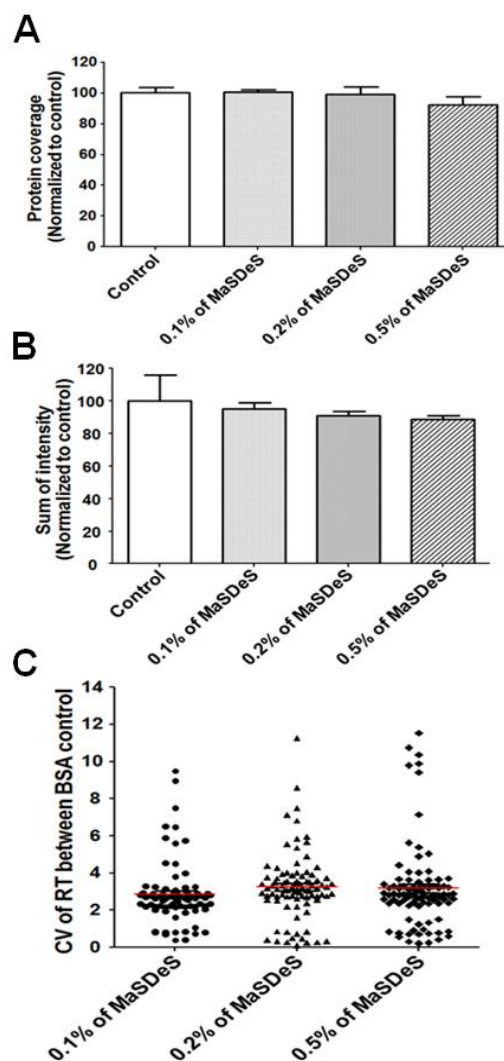 A
Protein coverage
(Normalized to control)
120
100
80
60
40
20
0
Control
0.1% of MaSDeS
0.2% of MaSDeS
0.5% of MaSDeS
B
Sum of intensity
(Normalized to control)
120
100
80
60
40
20
0
Control
0.1% of MaSDeS
0.2% of MaSDeS
0.5% of MaSDeS
C
CV of RT between BSA control
14
12
10
8
6
4
2
0
0.1% of MaSDeS
0.2% of MaSDeS
0.5% of MaSDeS